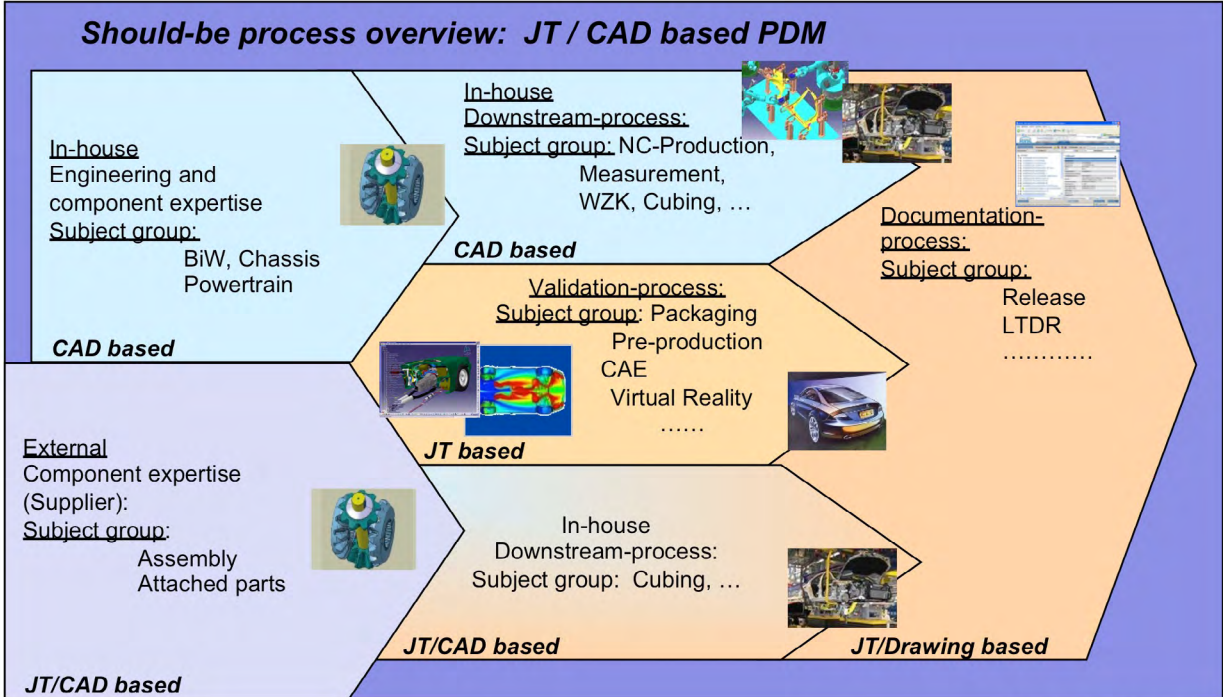 Should-be process overview: JT / CAD based PDM
In-house
Engineering and
component expertise
Subject group:
BiW, Chassis
Powertrain
CAD based
In-house
Downstream-process:
Subject group: NC-Production,
Measurement,
WZK, Cubing, …
CAD based
Validation-process:
Subject group: Packaging
Pre-production
CAE
Virtual Reality
……
JT based
Documentation-
process:
Subject group:
Release
LTDR
…………
JT/Drawing based
External
Component expertise
(Supplier):
Subject group:
Assembly
Attached parts
JT/CAD based
In-house
Downstream-process:
Subject group: Cubing, …
JT/CAD based